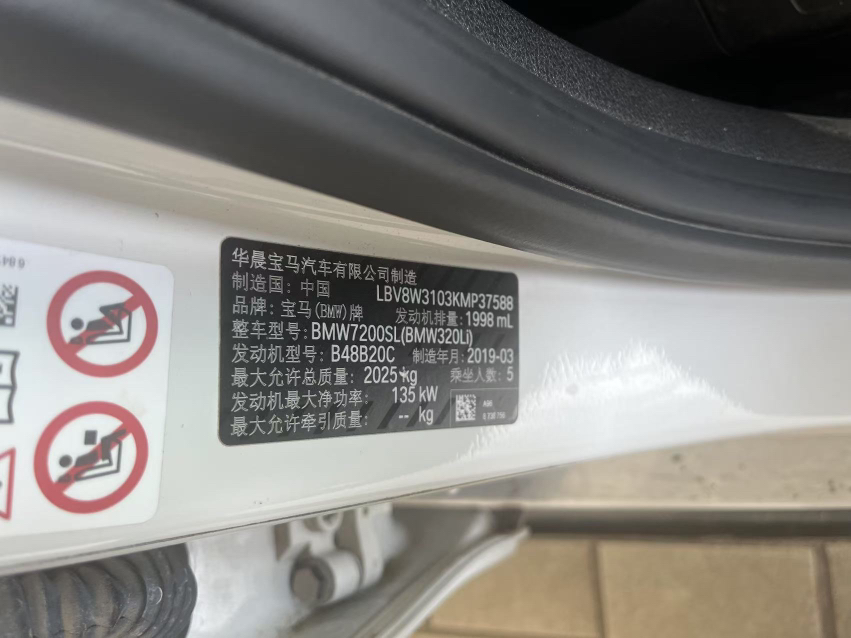 华晨宝马汽车有限公司制造
制造国: 中国 LBV8W3103KMP37588
品牌: 宝马(BMW)牌 发动机排量: 1998 mL
整车型号: BMW7200SL(BMW320Li)
发动机型号: B48B20C 制造年月: 2019-03
最大允许总质量: 2025 kg 乘坐人数: 5
发动机最大净功率: 135 kW
最大允许牵引质量: -- kg